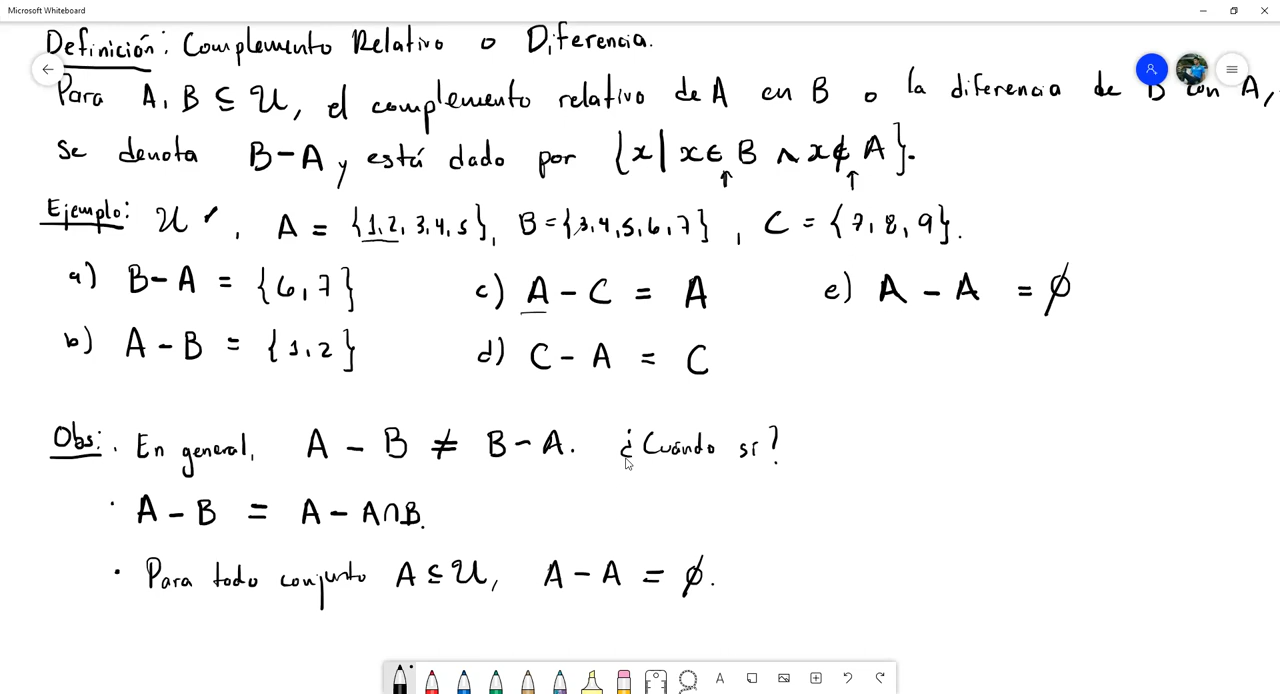 Microsoft Whiteboard
Definición: Complemento Relativo o Diferencia.
Para A, B ⊆ U, el complemento relativo de A en B o la diferencia de B con A,
se denota B-A y está dado por {x | x ∈ B ∧ x ∉ A}.
Ejemplo: U , A = {1,2,3,4,5}, B = {3,4,5,6,7}, C = {7,8,9}.
a) B-A = {6,7} c) A - C = A e) A - A = ∅
b) A - B = {1,2} d) C - A = C
Obs: · En general, A - B ≠ B - A. ¿Cuándo sí?
· A - B = A - A∩B.
· Para todo conjunto A ⊆ U, A - A = ∅.
A